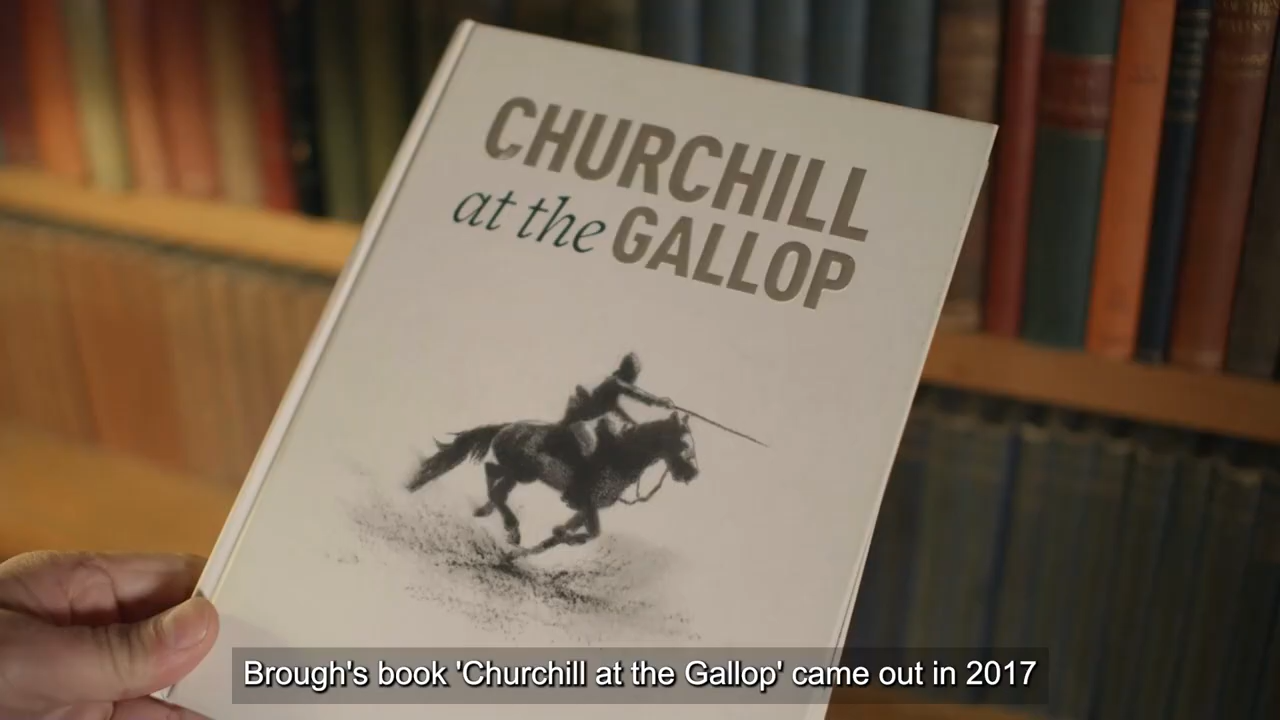 CHURCHILL
at the GALLOP
Brough's book 'Churchill at the Gallop' came out in 2017